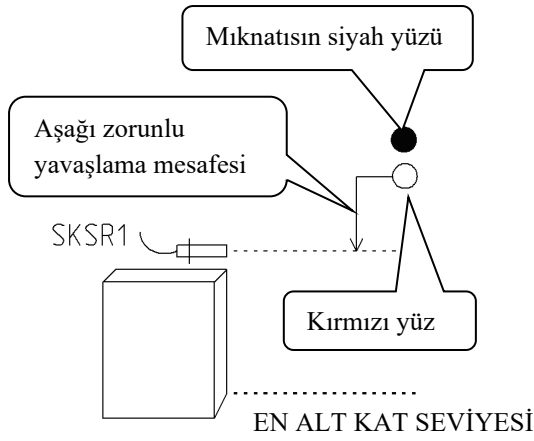 Mıknatısın siyah yüzü
Aşağı zorunlu
yavaşlama mesafesi
SKSR1
Kırmızı yüz
EN ALT KAT SEVİYESİ